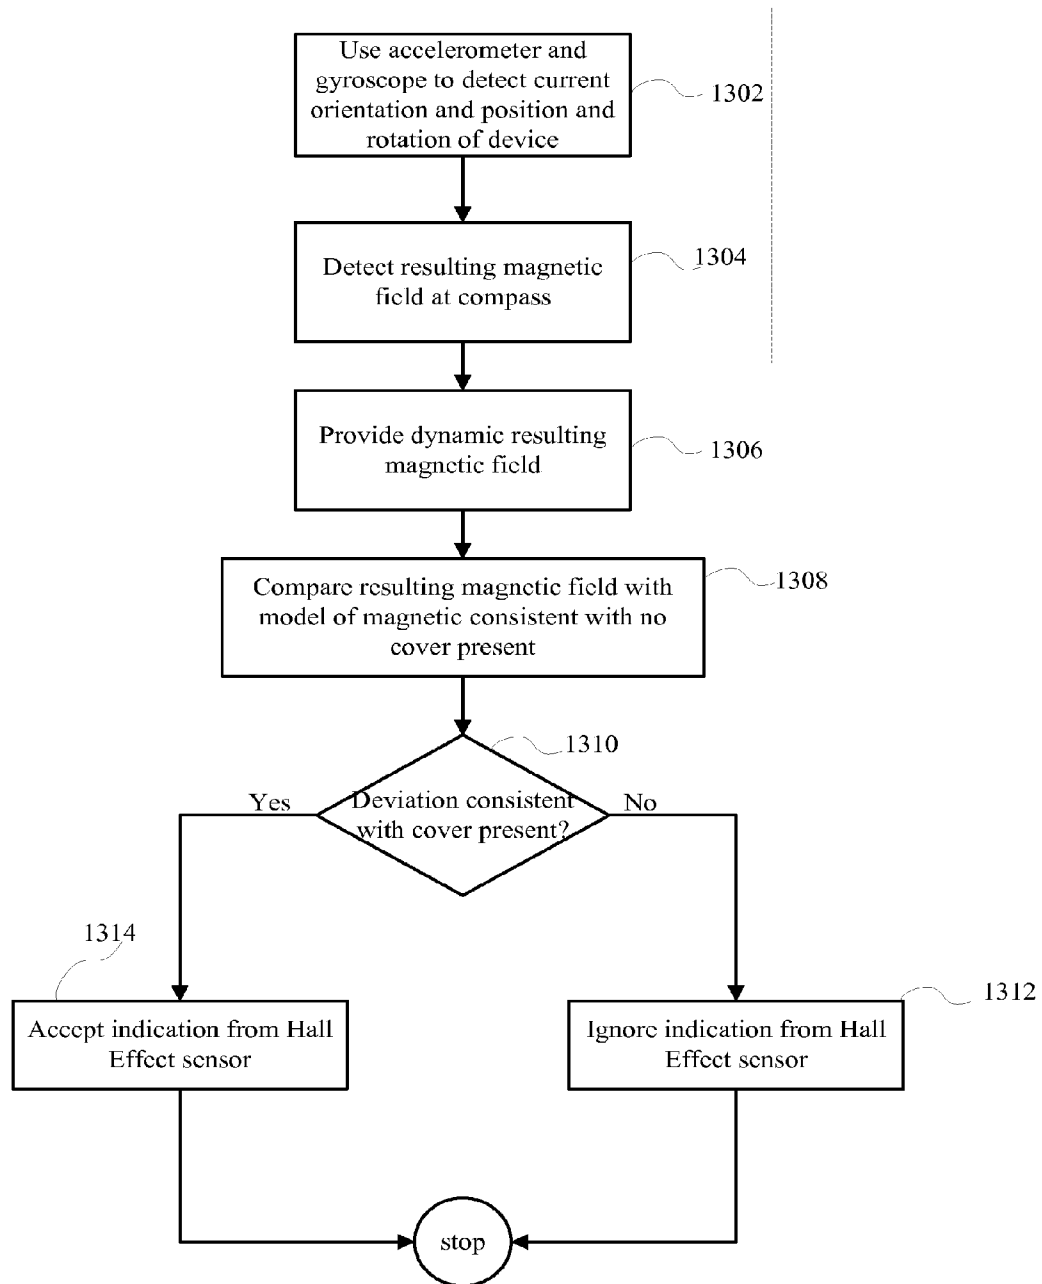 Use accelerometer and
gyroscope to detect current
orientation and position and
rotation of device
1302
Detect resulting magnetic
field at compass
1304
Provide dynamic resulting
magnetic field
1306
Compare resulting magnetic field with
model of magnetic consistent with no
cover present
1308
1310
Deviation consistent
with cover present?
Yes
No
1314
Accept indication from Hall
Effect sensor
1312
Ignore indication from Hall
Effect sensor
stop